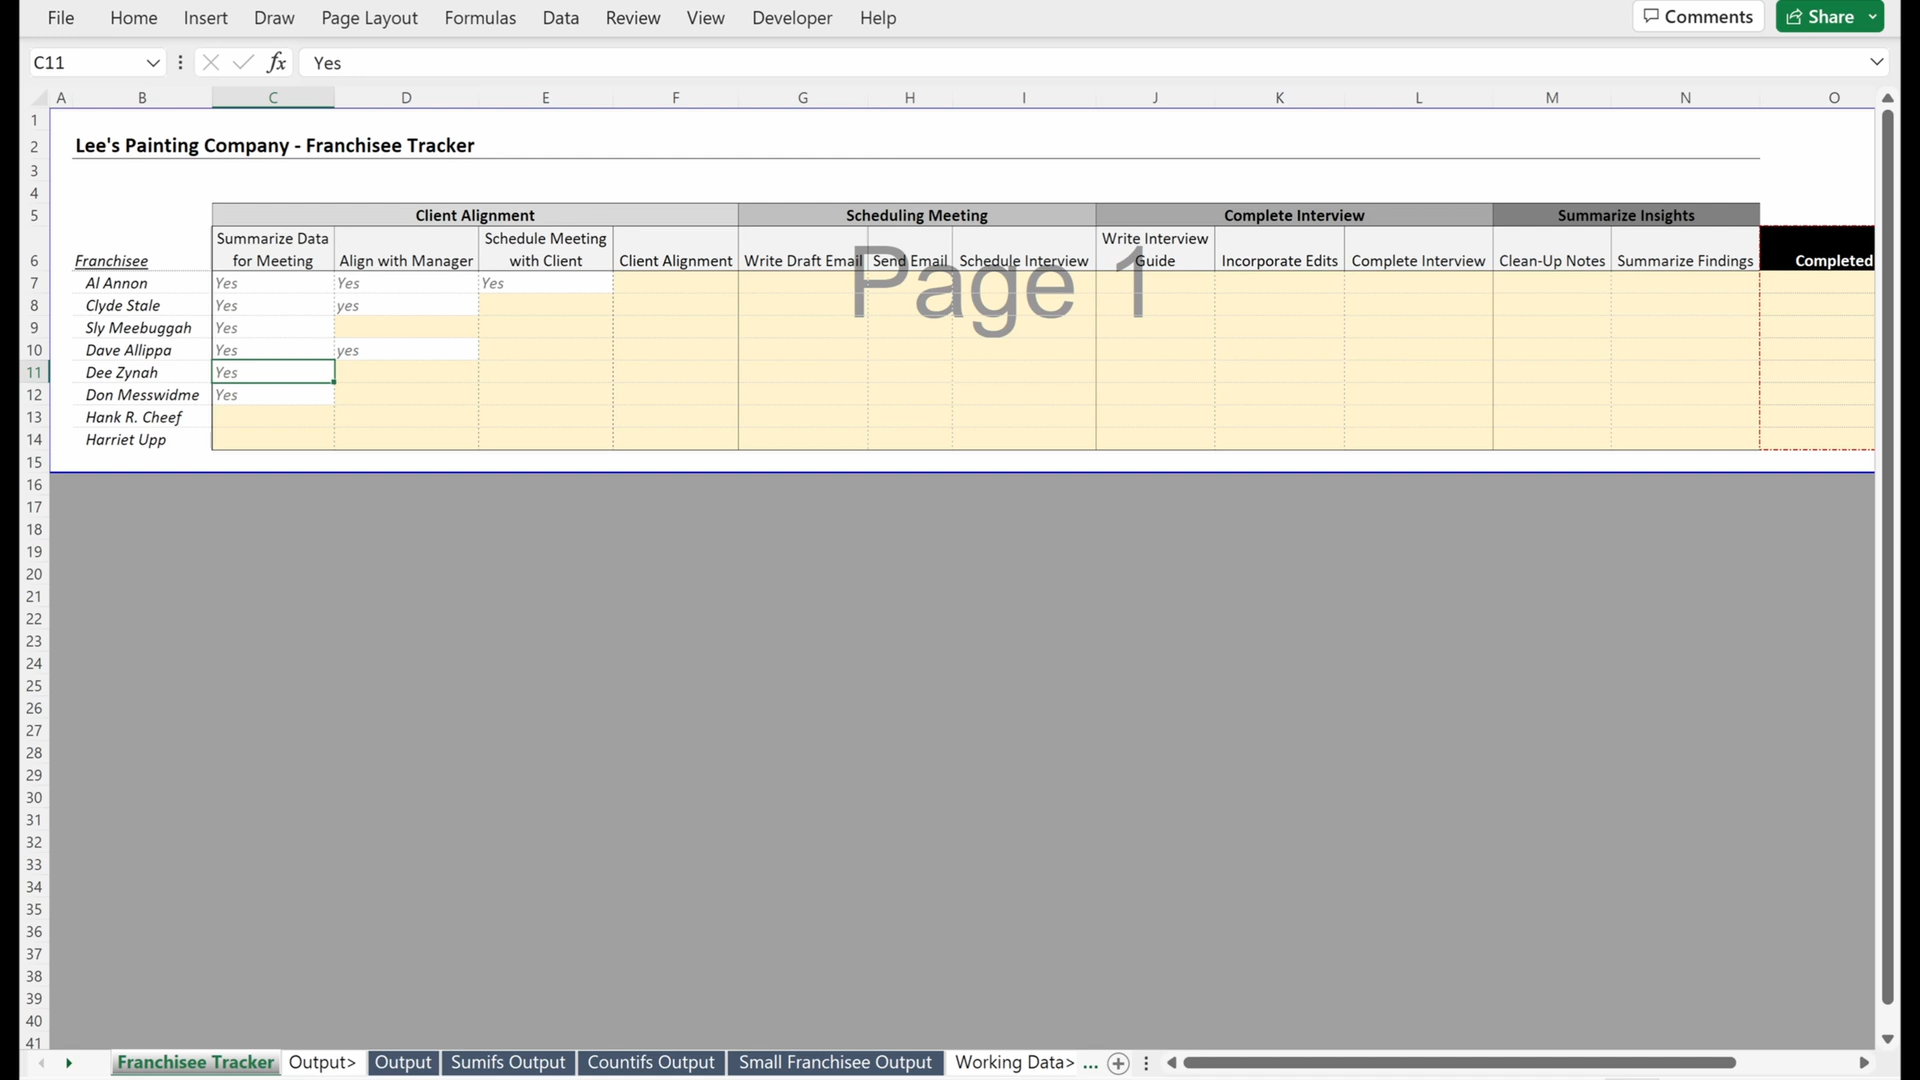 File Home Insert Draw Page Layout Formulas Data Review View Developer Help Comments Share
C11 fx Yes
A B C D E F G H I J K L M N O
1
2 Lee's Painting Company - Franchisee Tracker
3
4
5 Client Alignment Scheduling Meeting Complete Interview Summarize Insights
Summarize Data Schedule Meeting Write Interview
6 Franchisee for Meeting Align with Manager with Client Client Alignment Write Draft Email Send Email Schedule Interview Guide Incorporate Edits Complete Interview Clean-Up Notes Summarize Findings Completed
Page 1
7 Al Annon Yes Yes Yes
8 Clyde Stale Yes yes
9 Sly Meebuggah Yes
10 Dave Allippa Yes yes
11 Dee Zynah Yes
12 Don Messwidme Yes
13 Hank R. Cheef
14 Harriet Upp
15
16
17
18
19
20
21
22
23
24
25
26
27
28
29
30
31
32
33
34
35
36
37
38
39
40
41
Franchisee Tracker Output> Output Sumifs Output Countifs Output Small Franchisee Output Working Data> ...